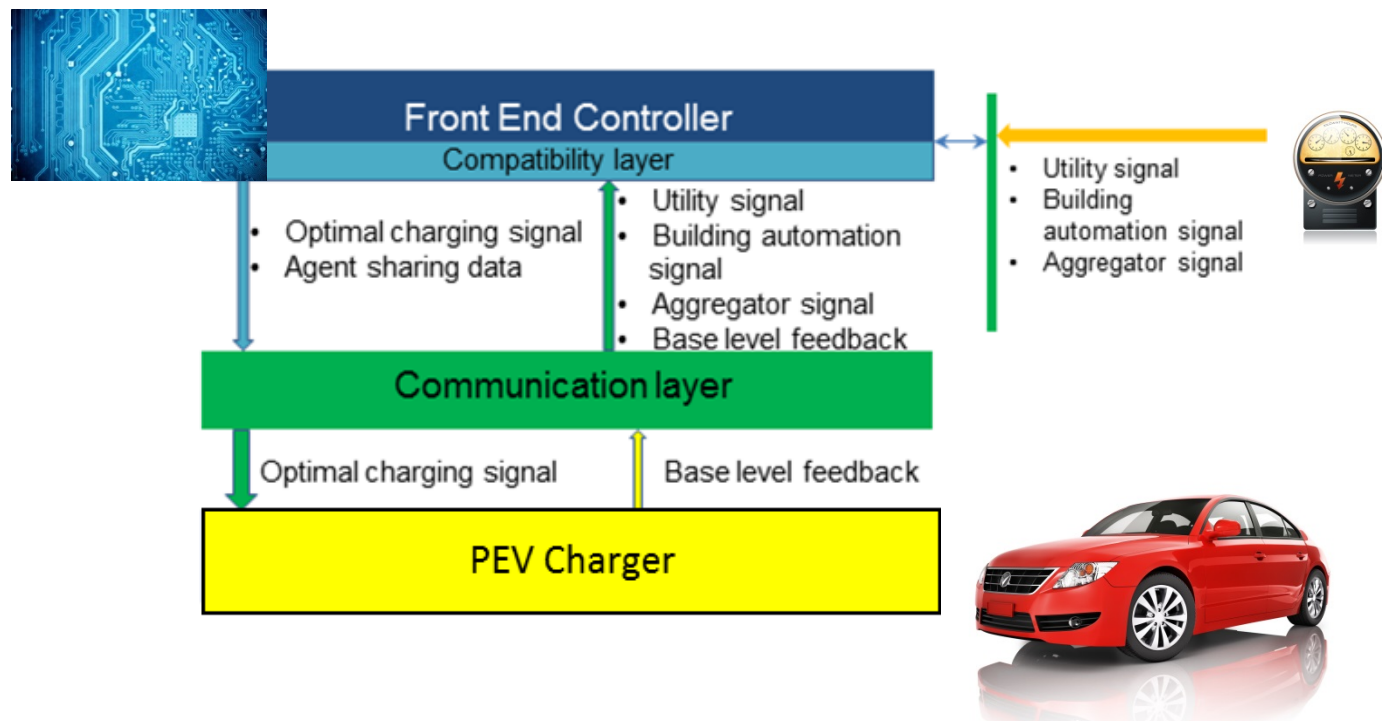 Front End Controller
Compatibility layer
• Optimal charging signal
• Agent sharing data
• Utility signal
• Building automation
signal
• Aggregator signal
• Base level feedback
• Utility signal
• Building
automation signal
• Aggregator signal
Communication layer
Optimal charging signal
Base level feedback
PEV Charger